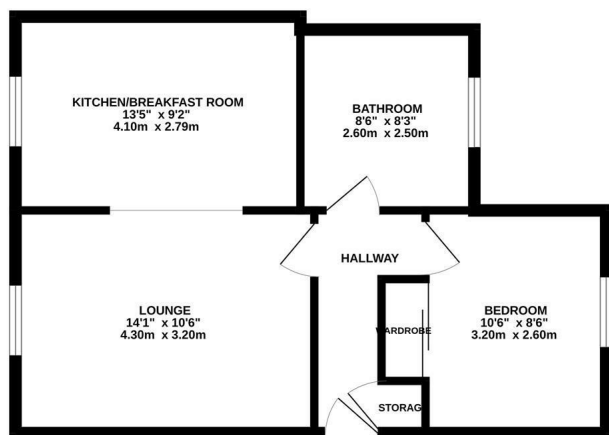 KITCHEN/BREAKFAST ROOM
13'5" x 9'2"
4.10m x 2.79m
BATHROOM
8'6" x 8'3"
2.60m x 2.50m
HALLWAY
LOUNGE
14'1" x 10'6"
4.30m x 3.20m
WARDROBE
BEDROOM
10'6" x 8'6"
3.20m x 2.60m
STORAG